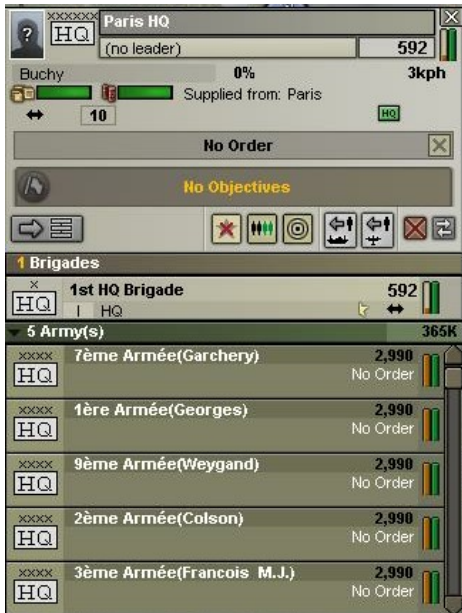 xxxxxx
HQ
Paris HQ
(no leader)
592
Buchy
0%
3kph
Supplied from: Paris
10
HQ
No Order
No Objectives
1 Brigades
x
HQ
1st HQ Brigade
592
I HQ
5 Army(s)
365K
xxxx
HQ
7ème Armée(Garchery)
2,990
No Order
xxxx
HQ
1ère Armée(Georges)
2,990
No Order
xxxx
HQ
9ème Armée(Weygand)
2,990
No Order
xxxx
HQ
2ème Armée(Colson)
2,990
No Order
xxxx
HQ
3ème Armée(Francois M.J.)
2,990
No Order